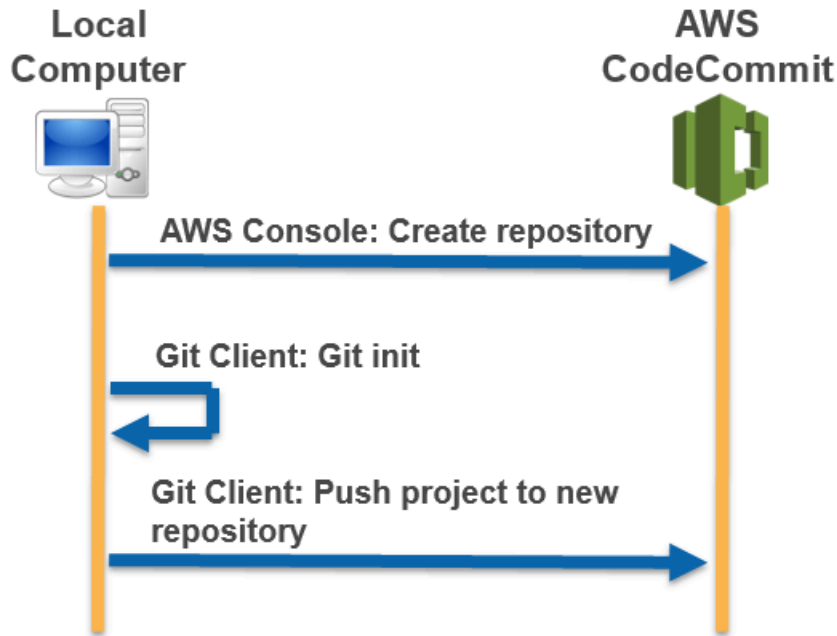 Local
Computer
AWS
CodeCommit
AWS Console: Create repository
Git Client: Git init
Git Client: Push project to new
repository